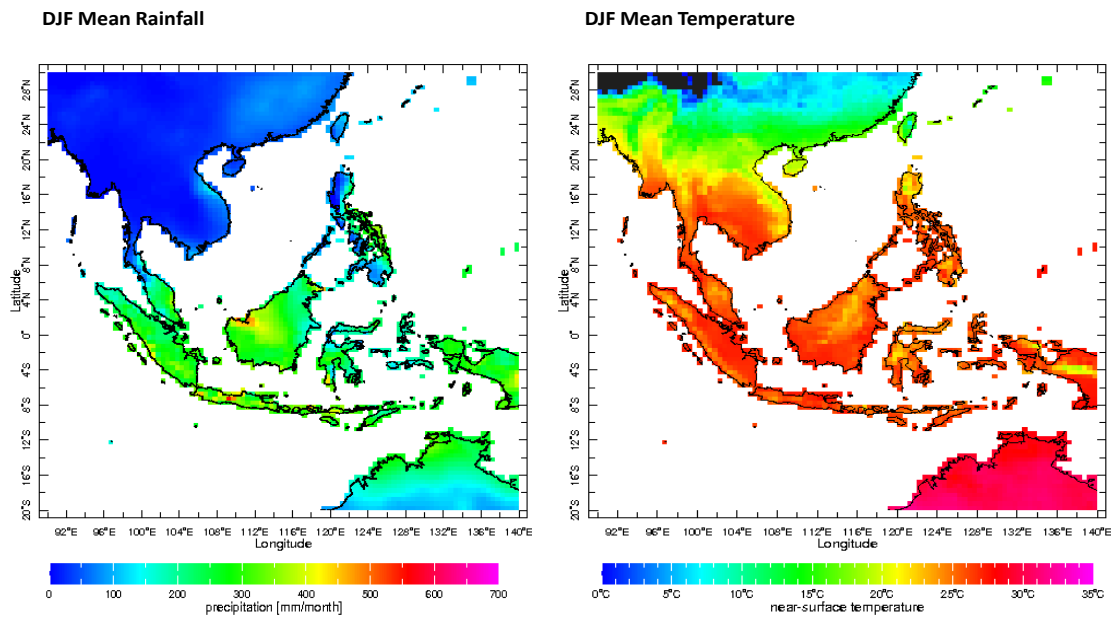 DJF Mean Rainfall
DJF Mean Temperature
28°N
24°N
20°N
16°N
12°N
8°N
4°N
0°
4°S
8°S
12°S
16°S
20°S
Latitude
92°E 96°E 100°E 104°E 108°E 112°E 116°E 120°E 124°E 128°E 132°E 136°E 140°E
Longitude
0 100 200 300 400 500 600 700
precipitation [mm/month]
28°N
24°N
20°N
16°N
12°N
8°N
4°N
0°
4°S
8°S
12°S
16°S
20°S
Latitude
92°E 96°E 100°E 104°E 108°E 112°E 116°E 120°E 124°E 128°E 132°E 136°E 140°E
Longitude
0°C 5°C 10°C 15°C 20°C 25°C 30°C 35°C
near-surface temperature